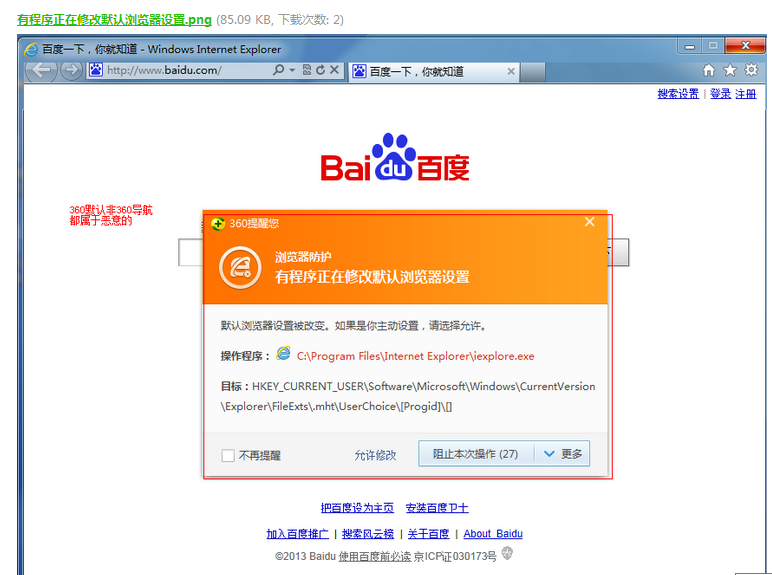 有程序正在修改默认浏览器设置.png (85.09 KB, 下载次数: 2)
百度一下，你就知道 - Windows Internet Explorer
http://www.baidu.com/
百度一下，你就知道
搜索设置 | 登录 注册
Bai du 百度
360默认非360导航
都属于恶意的
360提醒您
浏览器防护
有程序正在修改默认浏览器设置
默认浏览器设置被改变。如果是你主动设置，请选择允许。
操作程序： C:\Program Files\Internet Explorer\iexplore.exe
目标：HKEY_CURRENT_USER\Software\Microsoft\Windows\CurrentVersion
\Explorer\FileExts\.mht\UserChoice\[Progid]\[]
不再提醒 允许修改 阻止本次操作 (27) 更多
把百度设为主页 安装百度卫士
加入百度推广 | 搜索风云榜 | 关于百度 | About Baidu
©2013 Baidu 使用百度前必读 京ICP证030173号